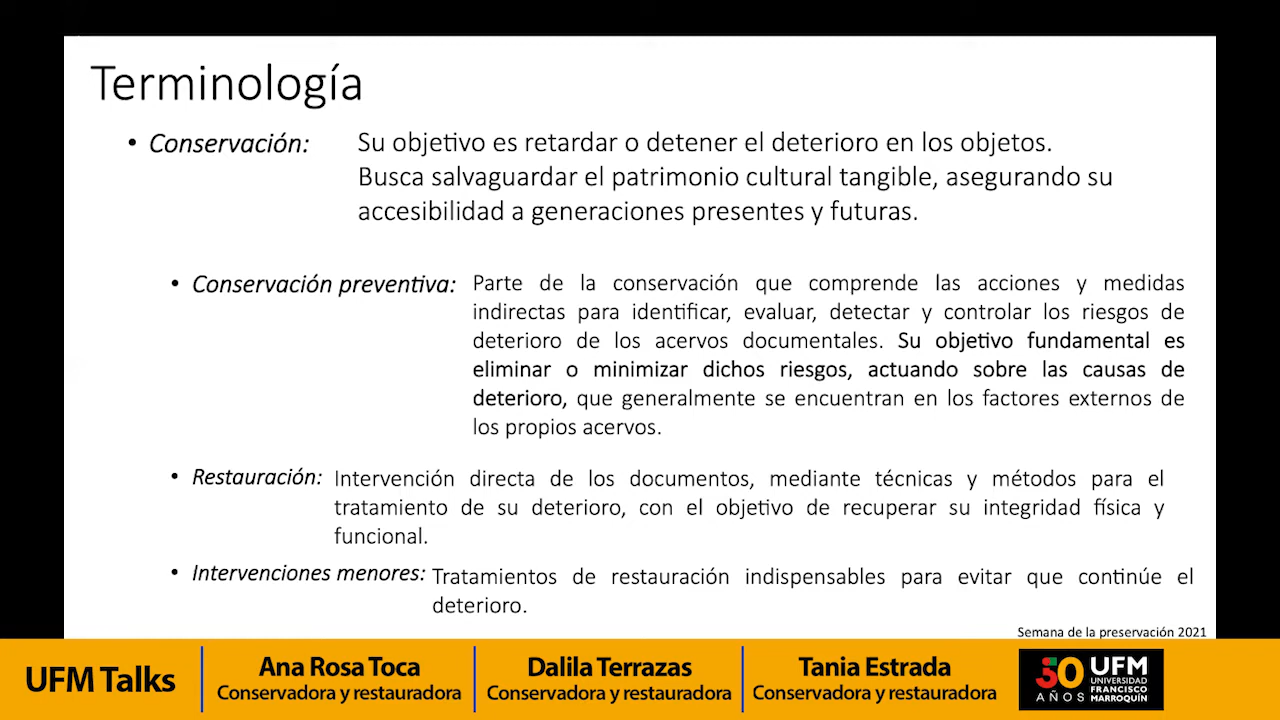 Terminología
• Conservación: Su objetivo es retardar o detener el deterioro en los objetos.
Busca salvaguardar el patrimonio cultural tangible, asegurando su
accesibilidad a generaciones presentes y futuras.
• Conservación preventiva: Parte de la conservación que comprende las acciones y medidas
indirectas para identificar, evaluar, detectar y controlar los riesgos de
deterioro de los acervos documentales. Su objetivo fundamental es
eliminar o minimizar dichos riesgos, actuando sobre las causas de
deterioro, que generalmente se encuentran en los factores externos de
los propios acervos.
• Restauración: Intervención directa de los documentos, mediante técnicas y métodos para el
tratamiento de su deterioro, con el objetivo de recuperar su integridad física y
funcional.
• Intervenciones menores: Tratamientos de restauración indispensables para evitar que continúe el
deterioro.
Semana de la preservación 2021
UFM Talks
Ana Rosa Toca
Conservadora y restauradora
Dalila Terrazas
Conservadora y restauradora
Tania Estrada
Conservadora y restauradora
50
AÑOS
UFM
UNIVERSIDAD
FRANCISCO
MARROQUÍN